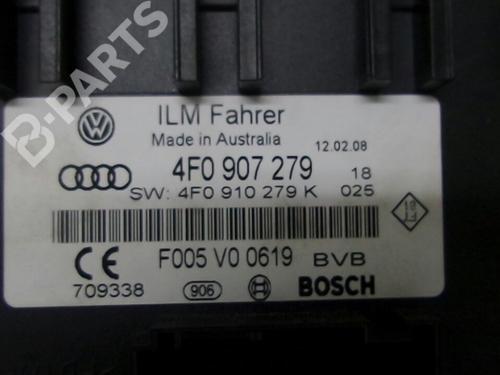 B-PARTS
ILM Fahrer
Made in Australia
12.02.08
4F0 907 279 18
SW: 4F0 910 279 K 025
F005 V0 0619 BVB
CE
709338
906
BOSCH